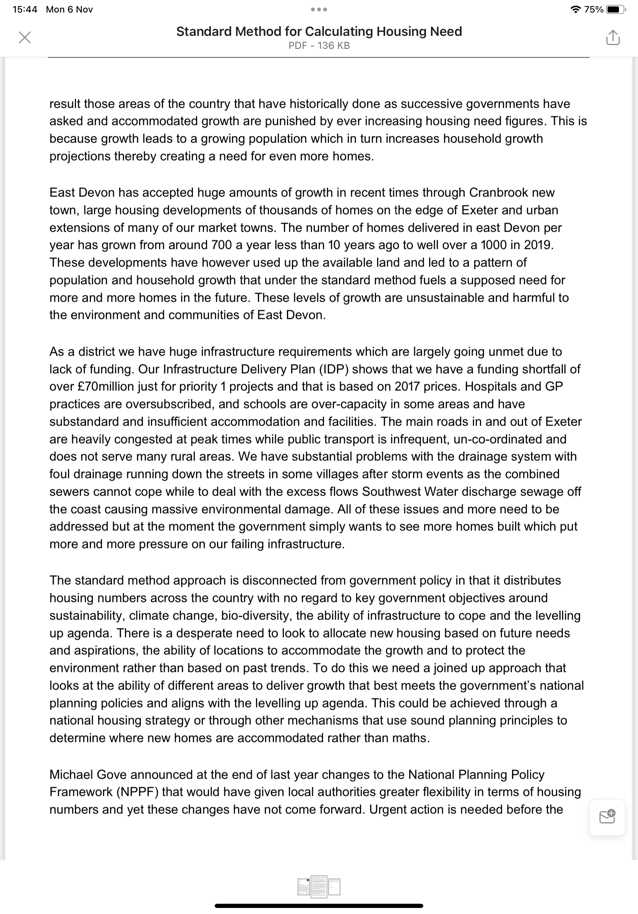 15:44 Mon 6 Nov
75%
Standard Method for Calculating Housing Need
PDF - 136 KB
result those areas of the country that have historically done as successive governments have
asked and accommodated growth are punished by ever increasing housing need figures. This is
because growth leads to a growing population which in turn increases household growth
projections thereby creating a need for even more homes.
East Devon has accepted huge amounts of growth in recent times through Cranbrook new
town, large housing developments of thousands of homes on the edge of Exeter and urban
extensions of many of our market towns. The number of homes delivered in east Devon per
year has grown from around 700 a year less than 10 years ago to well over a 1000 in 2019.
These developments have however used up the available land and led to a pattern of
population and household growth that under the standard method fuels a supposed need for
more and more homes in the future. These levels of growth are unsustainable and harmful to
the environment and communities of East Devon.
As a district we have huge infrastructure requirements which are largely going unmet due to
lack of funding. Our Infrastructure Delivery Plan (IDP) shows that we have a funding shortfall of
over £70million just for priority 1 projects and that is based on 2017 prices. Hospitals and GP
practices are oversubscribed, and schools are over-capacity in some areas and have
substandard and insufficient accommodation and facilities. The main roads in and out of Exeter
are heavily congested at peak times while public transport is infrequent, un-co-ordinated and
does not serve many rural areas. We have substantial problems with the drainage system with
foul drainage running down the streets in some villages after storm events as the combined
sewers cannot cope while to deal with the excess flows Southwest Water discharge sewage off
the coast causing massive environmental damage. All of these issues and more need to be
addressed but at the moment the government simply wants to see more homes built which put
more and more pressure on our failing infrastructure.
The standard method approach is disconnected from government policy in that it distributes
housing numbers across the country with no regard to key government objectives around
sustainability, climate change, bio-diversity, the ability of infrastructure to cope and the levelling
up agenda. There is a desperate need to look to allocate new housing based on future needs
and aspirations, the ability of locations to accommodate the growth and to protect the
environment rather than based on past trends. To do this we need a joined up approach that
looks at the ability of different areas to deliver growth that best meets the government's national
planning policies and aligns with the levelling up agenda. This could be achieved through a
national housing strategy or through other mechanisms that use sound planning principles to
determine where new homes are accommodated rather than maths.
Michael Gove announced at the end of last year changes to the National Planning Policy
Framework (NPPF) that would have given local authorities greater flexibility in terms of housing
numbers and yet these changes have not come forward. Urgent action is needed before the